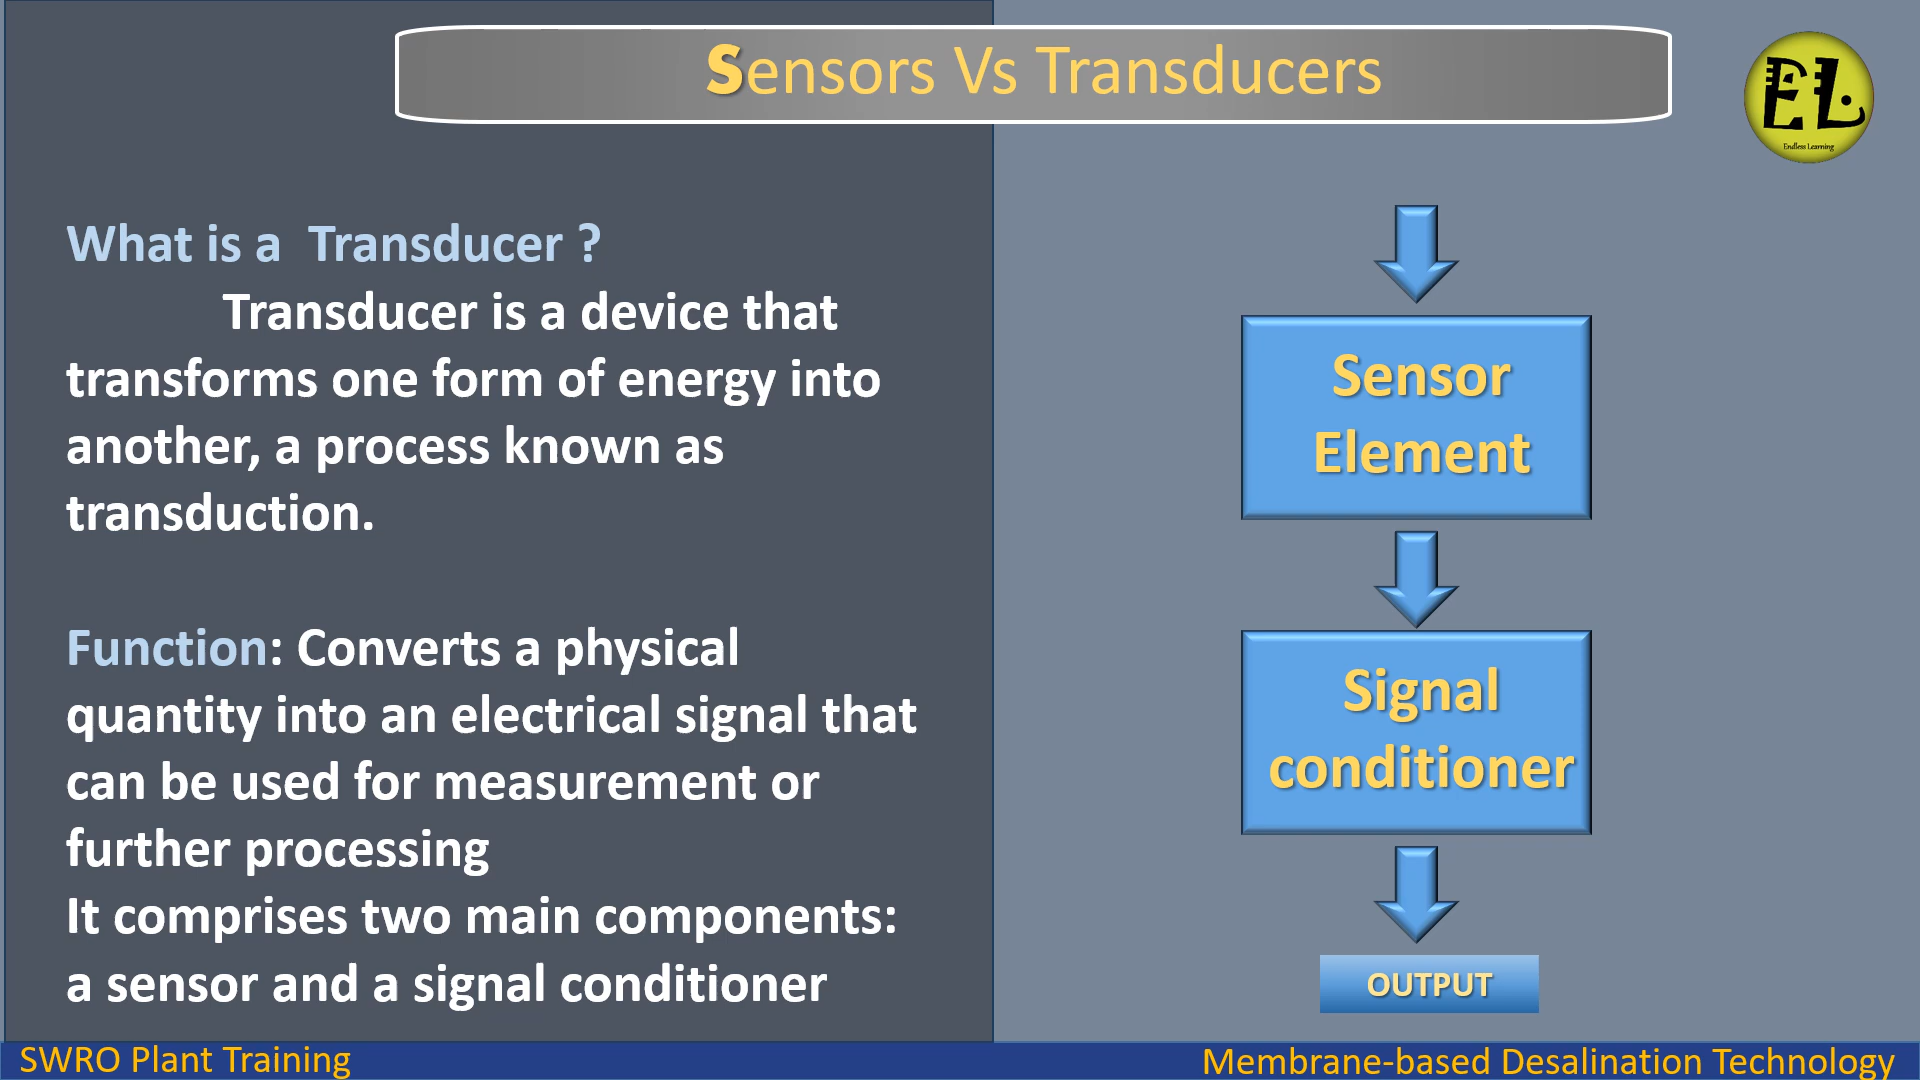 Sensors Vs Transducers
EL
Endless Learning
What is a Transducer ?
Transducer is a device that
transforms one form of energy into
another, a process known as
transduction.
Function: Converts a physical
quantity into an electrical signal that
can be used for measurement or
further processing
It comprises two main components:
a sensor and a signal conditioner
Sensor
Element
Signal
conditioner
OUTPUT
SWRO Plant Training
Membrane-based Desalination Technology